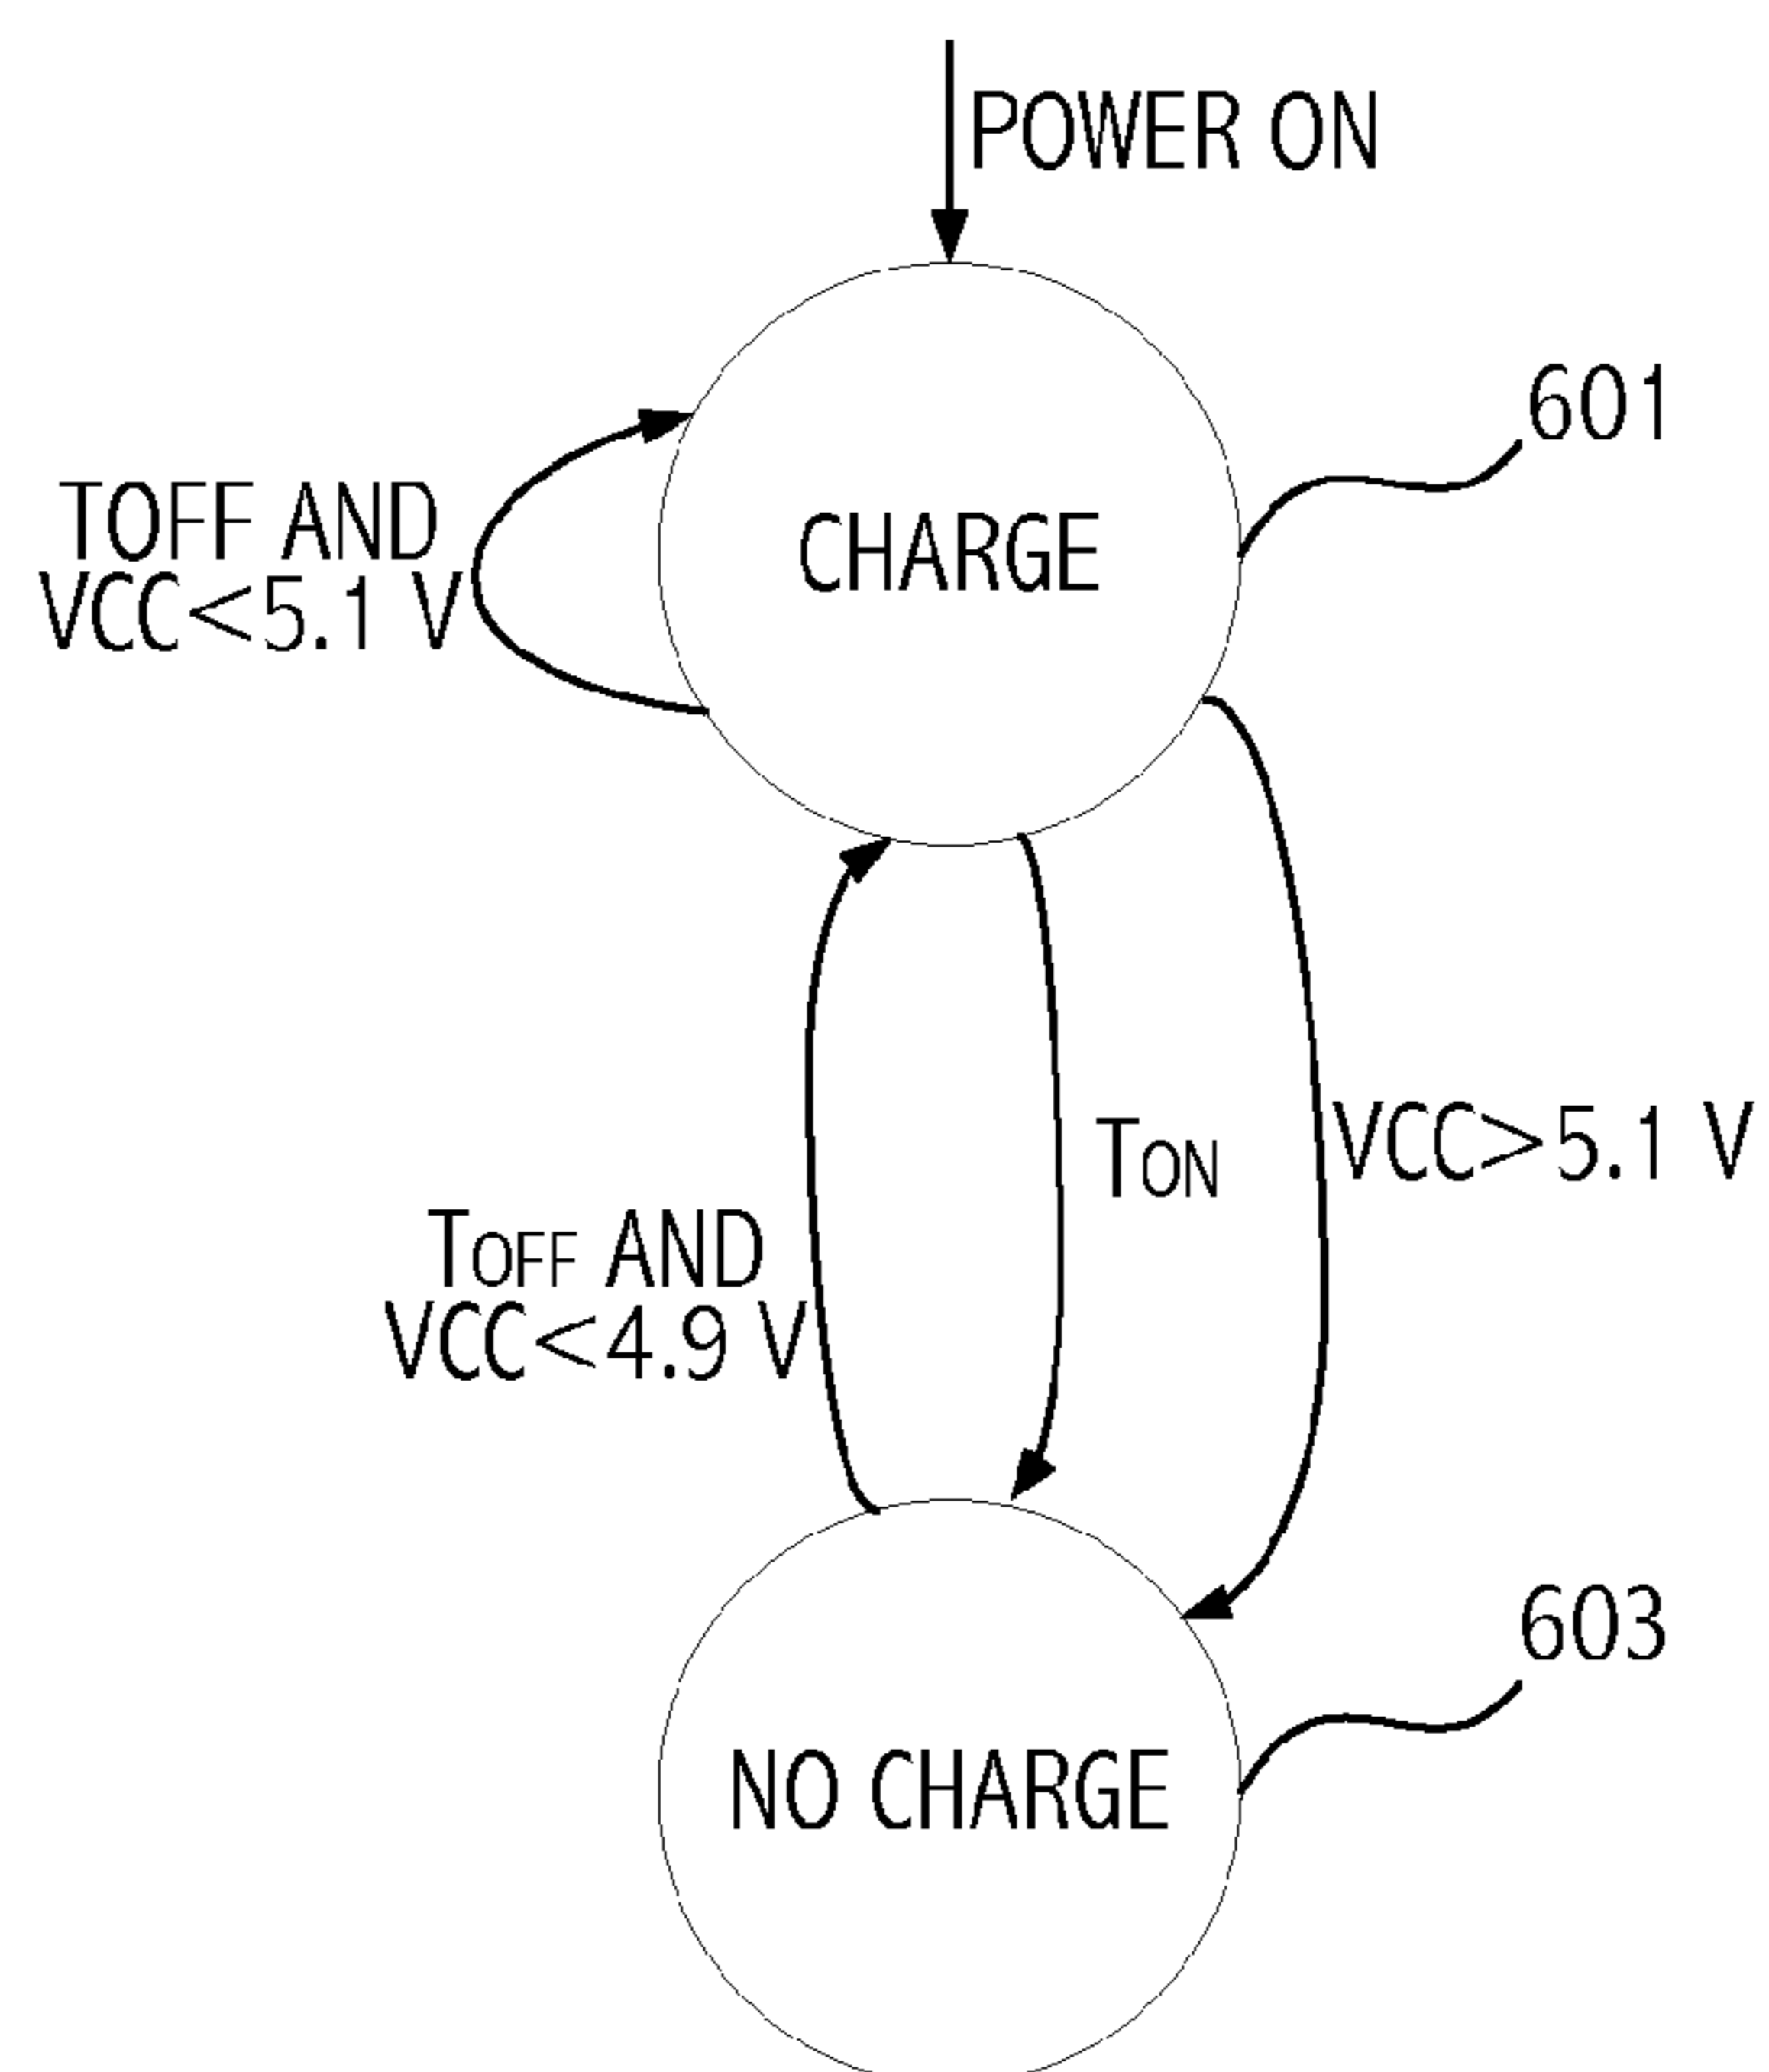 POWER ON
601
TOFF AND
VCC<5.1 V
CHARGE
TON
VCC>5.1 V
TOFF AND
VCC<4.9 V
603
NO CHARGE